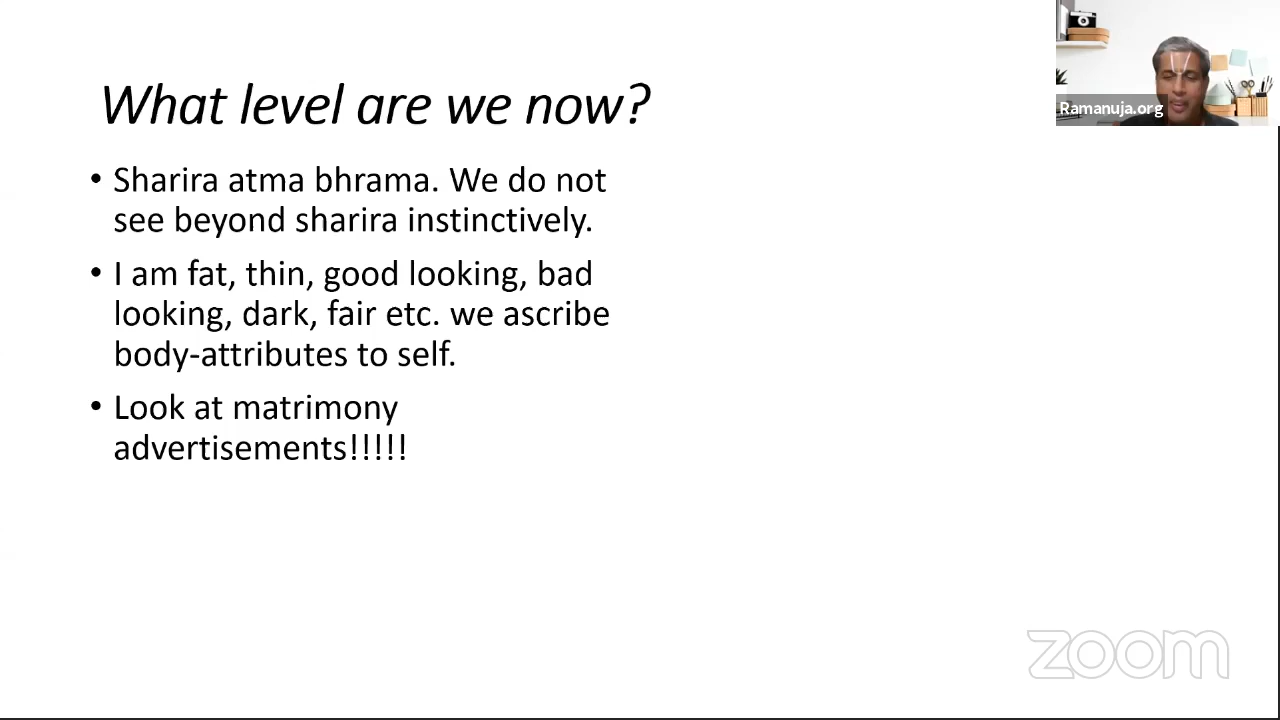 What level are we now?
• Sharira atma bhrama. We do not
see beyond sharira instinctively.
• I am fat, thin, good looking, bad
looking, dark, fair etc. we ascribe
body-attributes to self.
• Look at matrimony
advertisements!!!!!
Ramanuja.org
zoom